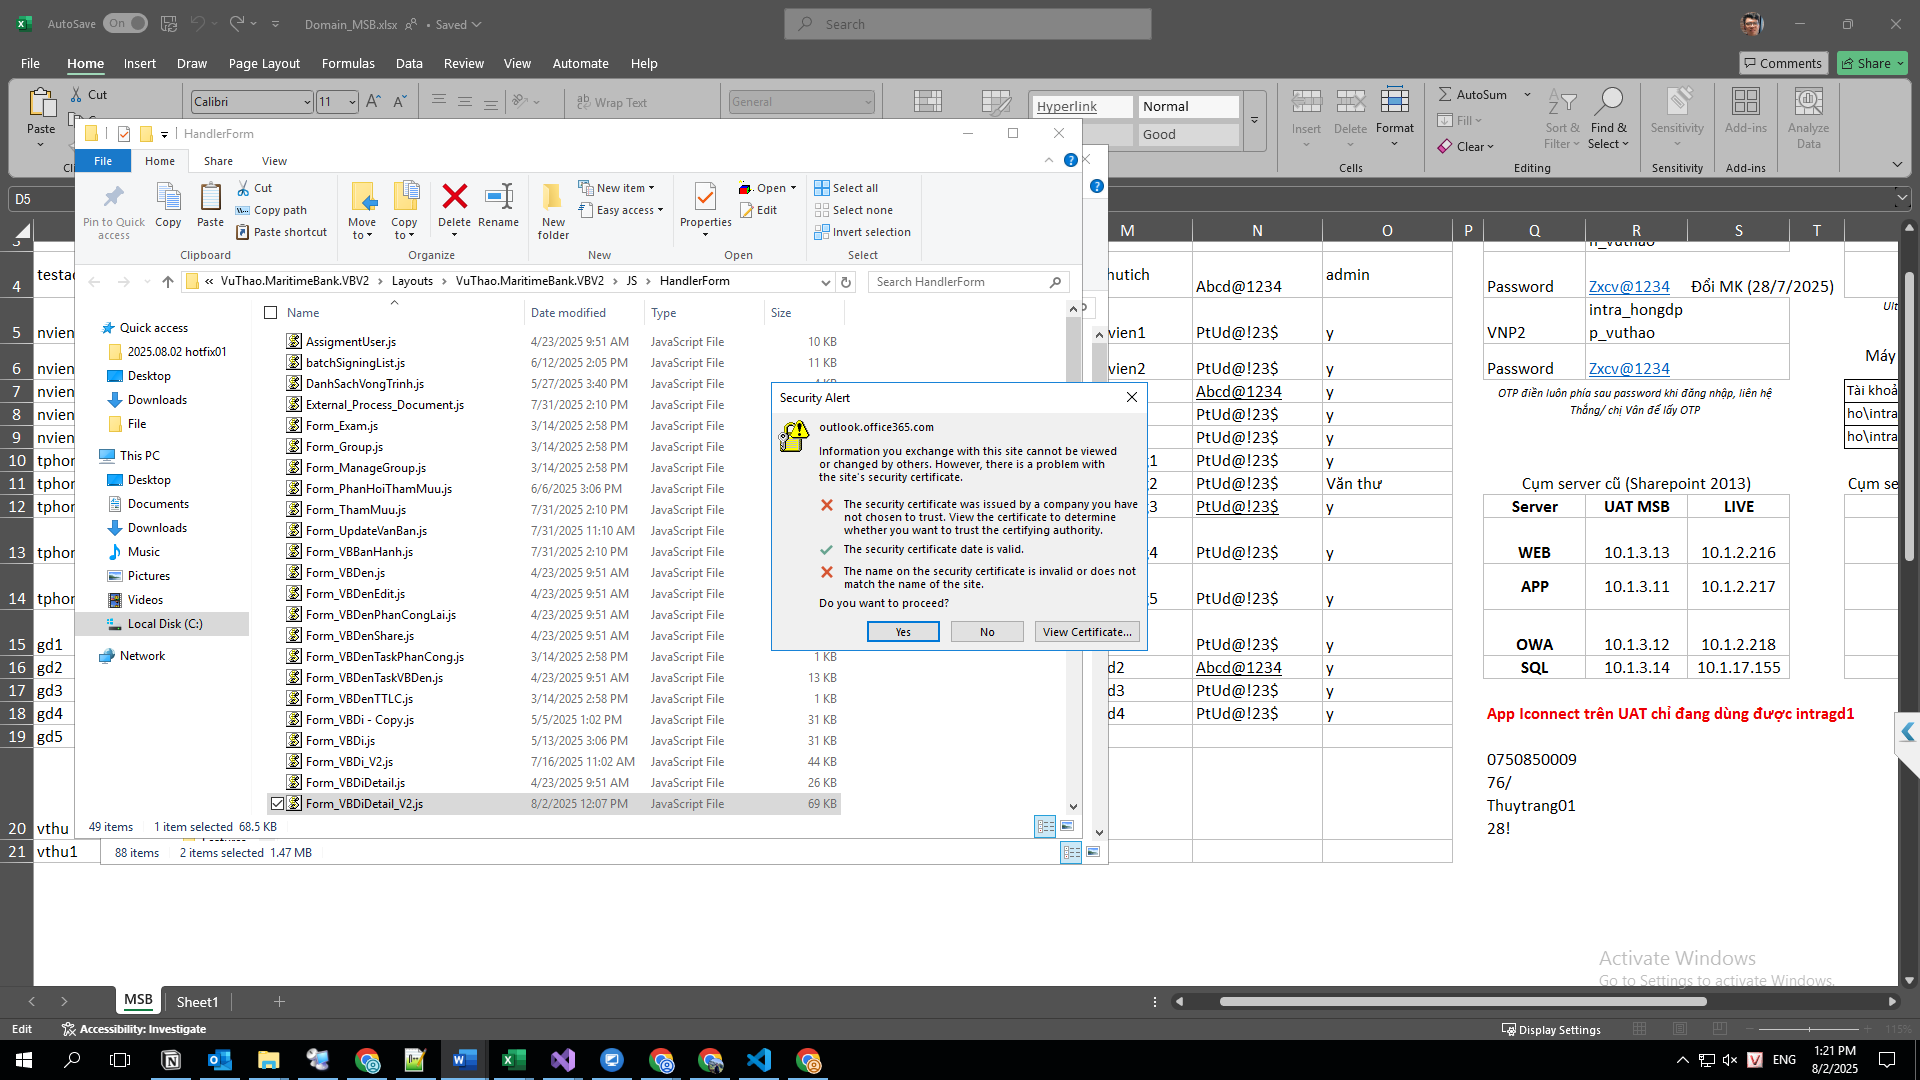 AutoSave On Domain_MSB.xlsx • Saved Search
File Home Insert Draw Page Layout Formulas Data Review View Automate Help Comments Share
Paste Cut Calibri 11 Wrap Text General Hyperlink Normal Good
Insert Delete Format AutoSum Fill Clear Sort & Filter Find & Select Sensitivity Add-ins Analyze Data
Cells Editing Sensitivity Add-ins
D5
HandlerForm
File Home Share View
Pin to Quick access Copy Paste Cut Copy path Paste shortcut
Move to Copy to Delete Rename New folder New item Easy access
Properties Open Edit Select all Select none Invert selection
Clipboard Organize New Open Select
« VuThao.MaritimeBank.VBV2 Layouts VuThao.MaritimeBank.VBV2 JS HandlerForm Search HandlerForm
Quick access
2025.08.02 hotfix01
Desktop
Downloads
File
This PC
Desktop
Documents
Downloads
Music
Pictures
Videos
Local Disk (C:)
Network
Name Date modified Type Size
AssigmentUser.js 4/23/2025 9:51 AM JavaScript File 10 KB
batchSigningList.js 6/12/2025 2:05 PM JavaScript File 11 KB
DanhSachVongTrinh.js 5/27/2025 3:40 PM JavaScript File
External_Process_Document.js 7/31/2025 2:10 PM JavaScript File
Form_Exam.js 3/14/2025 2:58 PM JavaScript File
Form_Group.js 3/14/2025 2:58 PM JavaScript File
Form_ManageGroup.js 3/14/2025 2:58 PM JavaScript File
Form_PhanHoiThamMuu.js 6/6/2025 3:06 PM JavaScript File
Form_ThamMuu.js 7/31/2025 2:10 PM JavaScript File
Form_UpdateVanBan.js 7/31/2025 11:10 AM JavaScript File
Form_VBBanHanh.js 7/31/2025 2:10 PM JavaScript File
Form_VBDen.js 4/23/2025 9:51 AM JavaScript File
Form_VBDenEdit.js 4/23/2025 9:51 AM JavaScript File
Form_VBDenPhanCongLai.js 4/23/2025 9:51 AM JavaScript File
Form_VBDenShare.js 4/23/2025 9:51 AM JavaScript File
Form_VBDenTaskPhanCong.js 3/14/2025 2:58 PM JavaScript File 1 KB
Form_VBDenTaskVBDen.js 4/23/2025 9:51 AM JavaScript File 13 KB
Form_VBDenTTLC.js 3/14/2025 2:58 PM JavaScript File 1 KB
Form_VBDi - Copy.js 5/5/2025 1:02 PM JavaScript File 31 KB
Form_VBDi.js 5/13/2025 3:06 PM JavaScript File 31 KB
Form_VBDi_V2.js 7/16/2025 11:02 AM JavaScript File 44 KB
Form_VBDiDetail.js 4/23/2025 9:51 AM JavaScript File 26 KB
Form_VBDiDetail_V2.js 8/2/2025 12:07 PM JavaScript File 69 KB
49 items 1 item selected 68.5 KB
88 items 2 items selected 1.47 MB
Security Alert
outlook.office365.com
Information you exchange with this site cannot be viewed
or changed by others. However, there is a problem with
the site's security certificate.
The security certificate was issued by a company you have
not chosen to trust. View the certificate to determine
whether you want to trust the certifying authority.
The security certificate date is valid.
The name on the security certificate is invalid or does not
match the name of the site.
Do you want to proceed?
Yes No View Certificate...
M N O P Q R S T
4 hutich Abcd@1234 admin Password Zxcv@1234 Đổi MK (28/7/2025)
intra_hongdp
5 nvien vien1 PtUd@!23$ y VNP2 p_vuthao
6 nvien vien2 PtUd@!23$ y Password Zxcv@1234 Máy
7 nvien Abcd@1234 y OTP điền luôn phía sau password khi đăng nhập, liên hệ Thắng/ chị Vân để lấy OTP
8 nvien PtUd@!23$ y ho\intra
9 nvien PtUd@!23$ y ho\intra
10 tphor PtUd@!23$ y
11 tphor PtUd@!23$ Văn thư Cụm server cũ (Sharepoint 2013)
12 tphor PtUd@!23$ y Server UAT MSB LIVE
13 tphor PtUd@!23$ y WEB 10.1.3.13 10.1.2.216
APP 10.1.3.11 10.1.2.217
14 tphor PtUd@!23$ y
15 gd1 PtUd@!23$ y OWA 10.1.3.12 10.1.2.218
16 gd2 d2 Abcd@1234 y SQL 10.1.3.14 10.1.17.155
17 gd3 d3 PtUd@!23$ y
18 gd4 d4 PtUd@!23$ y App Iconnect trên UAT chỉ đang dùng được intragd1
19 gd5
0750850009
76/
Thuytrang01
20 vthu 28!
21 vthu1
Activate Windows
Go to Settings to activate Windows.
MSB Sheet1
Edit Accessibility: Investigate Display Settings 115%
ENG 1:21 PM
8/2/2025